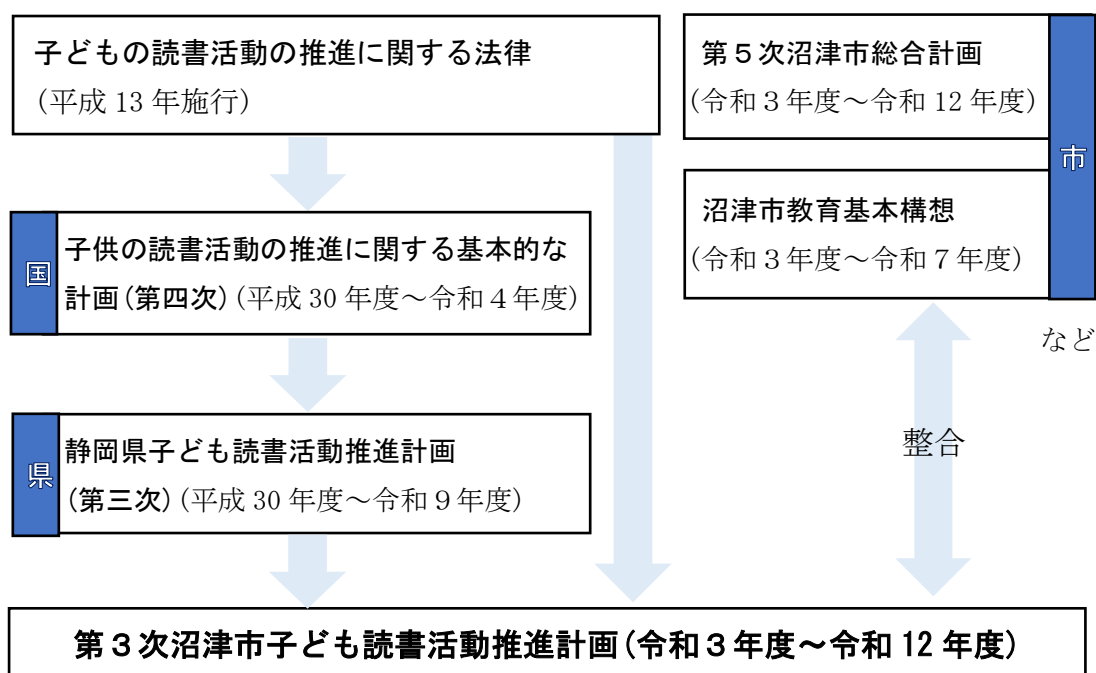 子どもの読書活動の推進に関する法律
(平成 13 年施行)
国
子供の読書活動の推進に関する基本的な
計画(第四次)(平成 30 年度～令和４年度)
県
静岡県子ども読書活動推進計画
(第三次)(平成 30 年度～令和９年度)
第５次沼津市総合計画
(令和３年度～令和 12 年度)
市
沼津市教育基本構想
(令和３年度～令和７年度)
など
整合
第３次沼津市子ども読書活動推進計画(令和３年度～令和 12 年度)